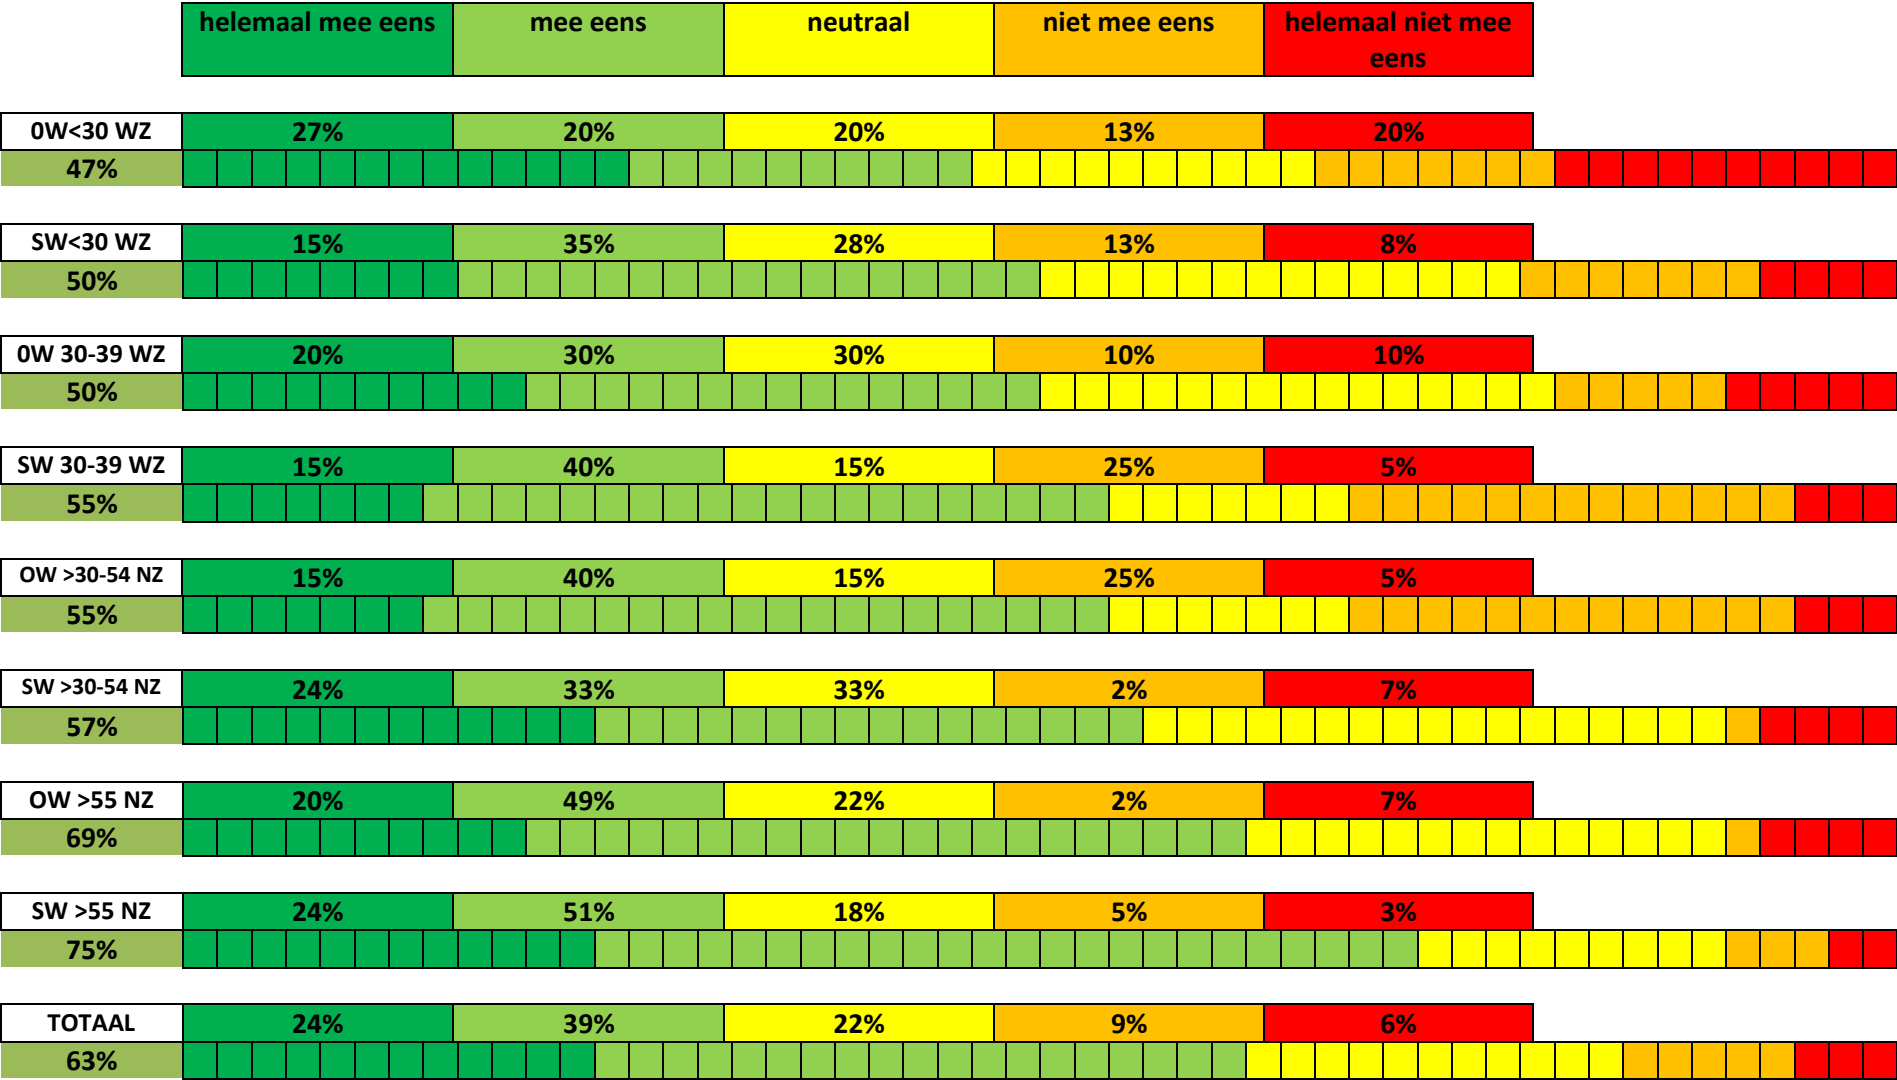 helemaal mee eens mee eens neutraal niet mee eens helemaal niet mee
eens
0W<30 WZ 27% 20% 20% 13% 20%
47%
SW<30 WZ 15% 35% 28% 13% 8%
50%
0W 30-39 WZ 20% 30% 30% 10% 10%
50%
SW 30-39 WZ 15% 40% 15% 25% 5%
55%
OW >30-54 NZ 15% 40% 15% 25% 5%
55%
SW >30-54 NZ 24% 33% 33% 2% 7%
57%
OW >55 NZ 20% 49% 22% 2% 7%
69%
SW >55 NZ 24% 51% 18% 5% 3%
75%
TOTAAL 24% 39% 22% 9% 6%
63%